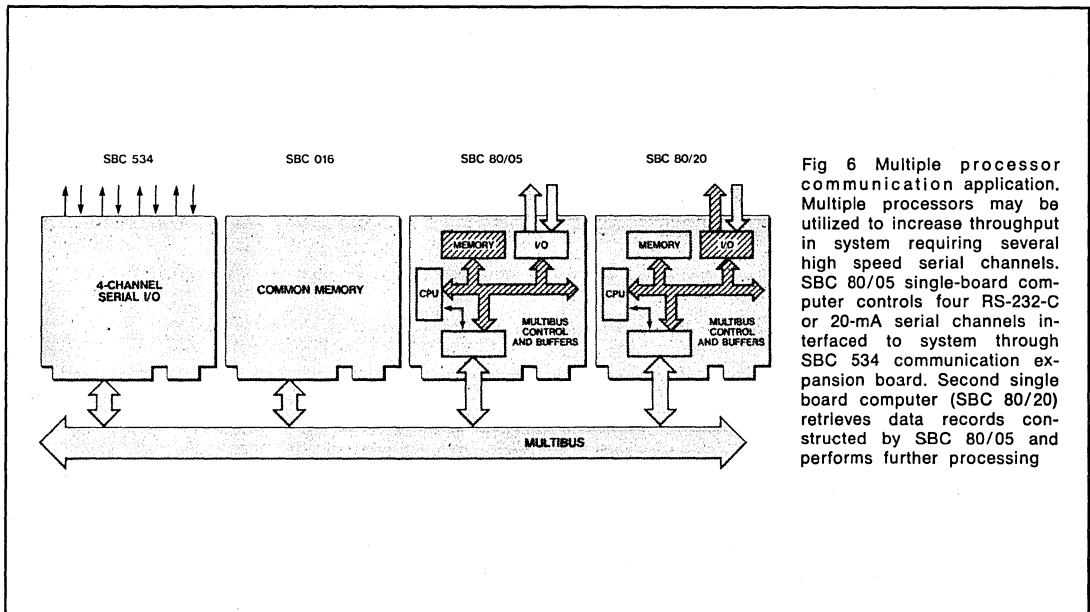 SBC 534
SBC 016
SBC 80/05
SBC 80/20
4-CHANNEL
SERIAL I/O
COMMON MEMORY
MEMORY
I/O
CPU
MULTIBUS
CONTROL
AND BUFFERS
MEMORY
I/O
CPU
MULTIBUS
CONTROL
AND BUFFERS
MULTIBUS
Fig 6 Multiple processor
communication application.
Multiple processors may be
utilized to increase throughput
in system requiring several
high speed serial channels.
SBC 80/05 single-board com-
puter controls four RS-232-C
or 20-mA serial channels in-
terfaced to system through
SBC 534 communication ex-
pansion board. Second single
board computer (SBC 80/20)
retrieves data records con-
structed by SBC 80/05 and
performs further processing